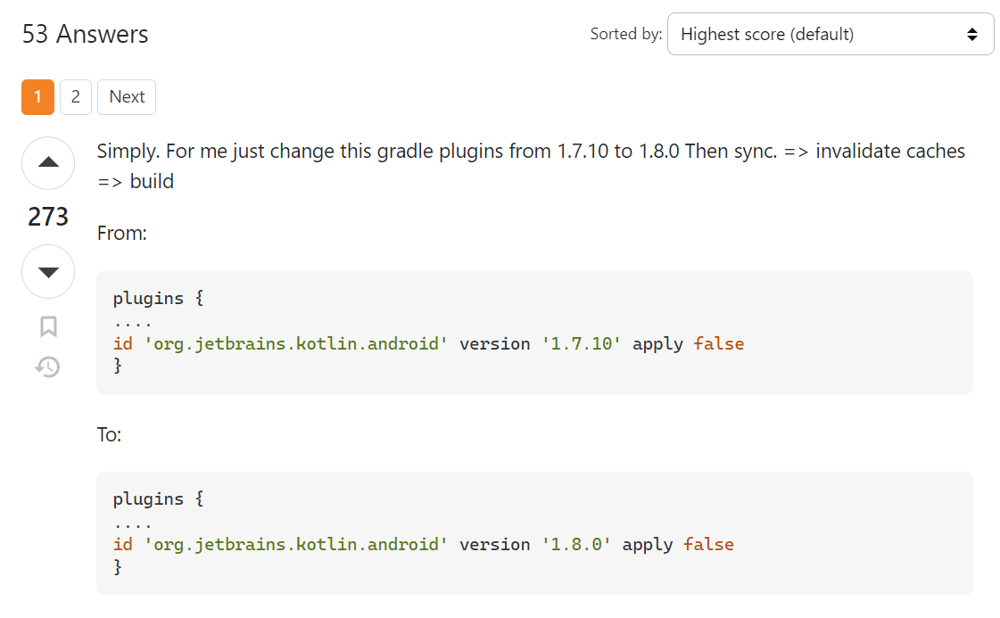 53 Answers
Sorted by:
Highest score (default)
1 2 Next
Simply. For me just change this gradle plugins from 1.7.10 to 1.8.0 Then sync. => invalidate caches
=> build
273
From:
plugins {
....
id 'org.jetbrains.kotlin.android' version '1.7.10' apply false
}
To:
plugins {
....
id 'org.jetbrains.kotlin.android' version '1.8.0' apply false
}